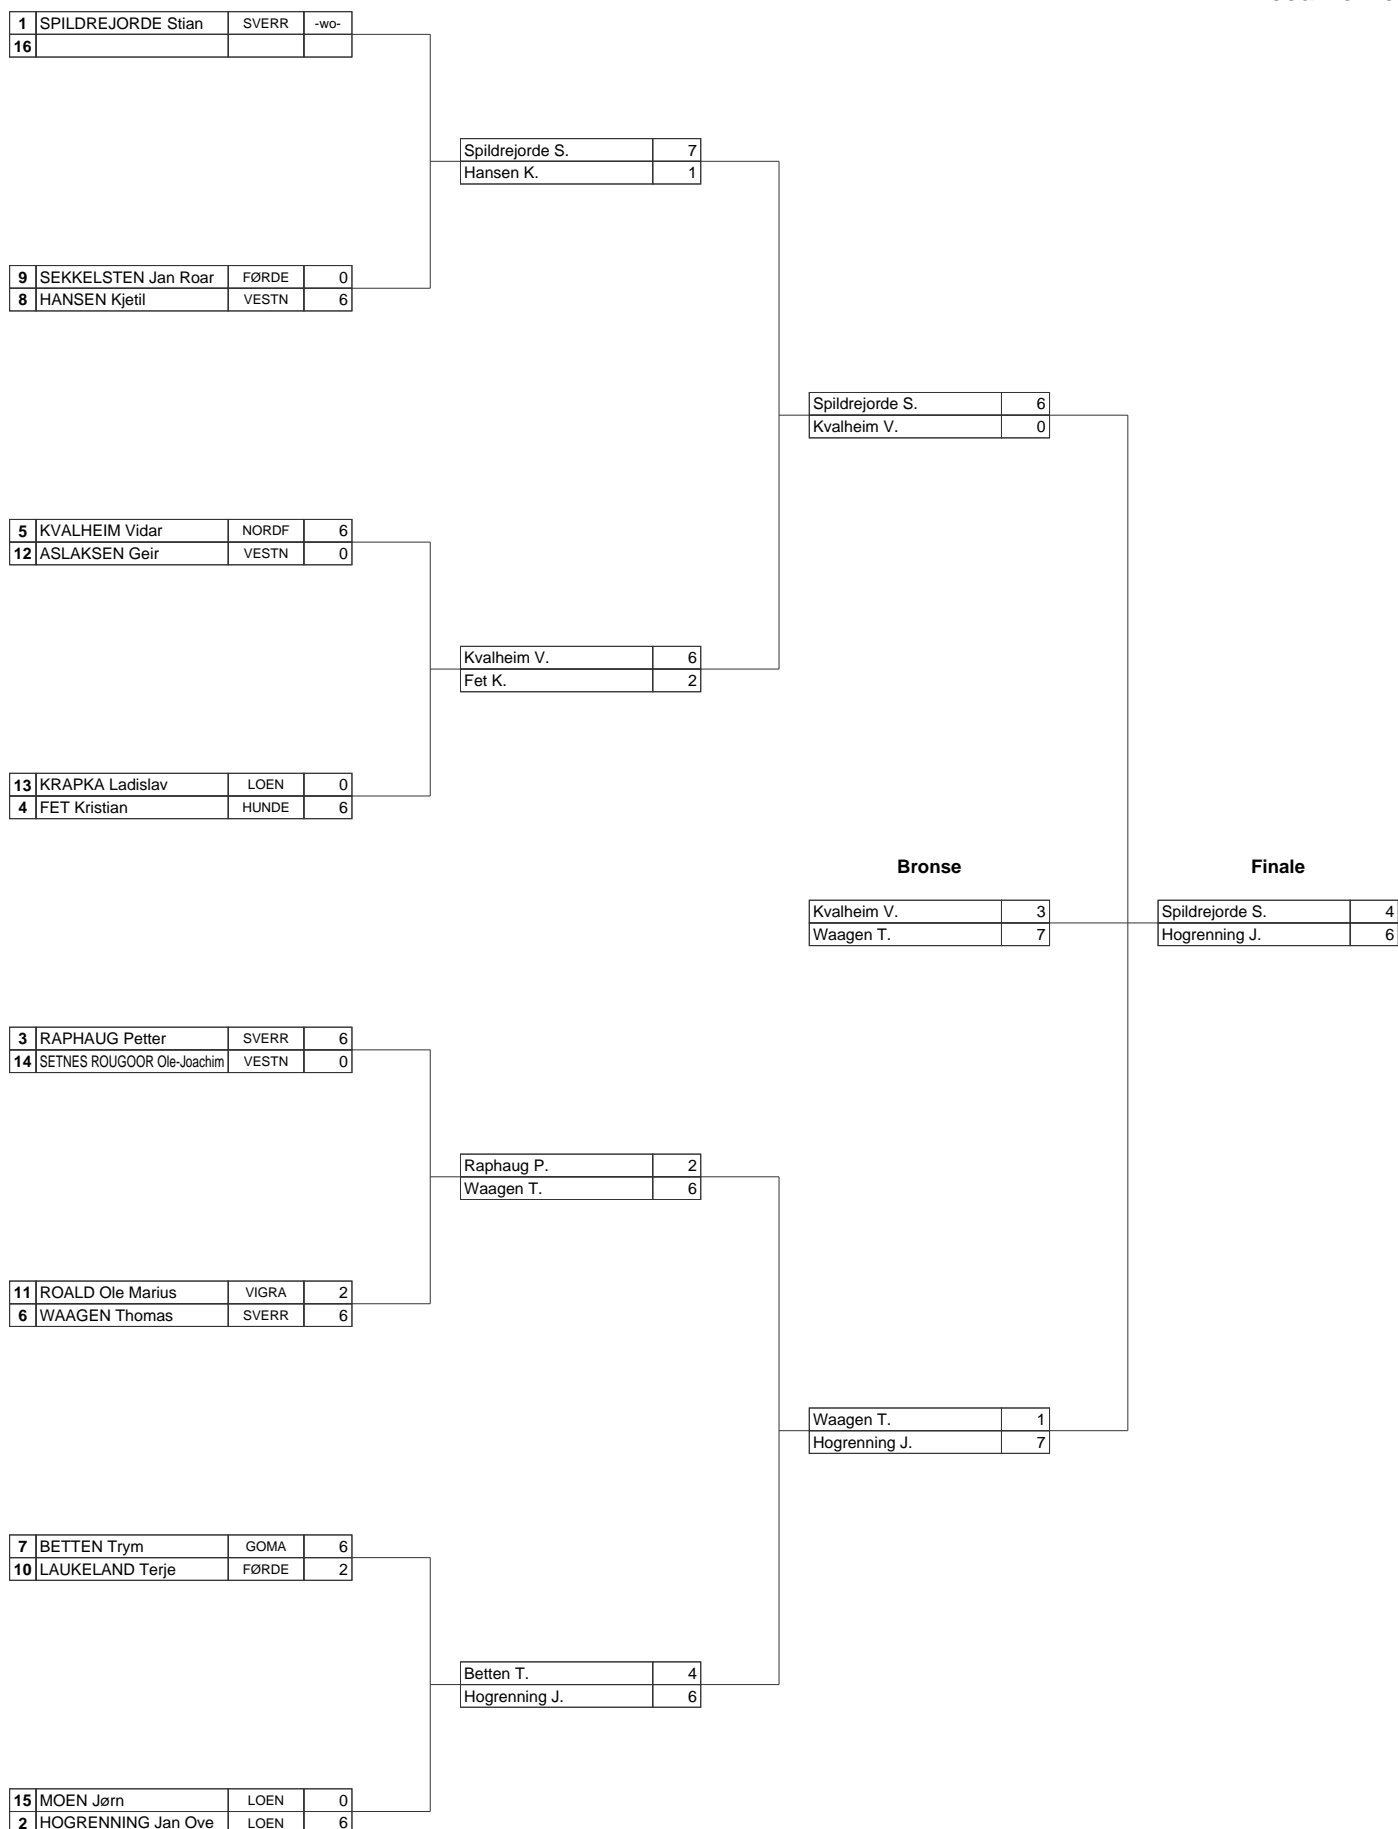 1 SPILDREJORDE Stian SVERR -wo-
16
Spildrejorde S. 7
Hansen K. 1
9 SEKKELSTEN Jan Roar FØRDE 0
8 HANSEN Kjetil VESTN 6
Spildrejorde S. 6
Kvalheim V. 0
5 KVALHEIM Vidar NORDF 6
12 ASLAKSEN Geir VESTN 0
Kvalheim V. 6
Fet K. 2
13 KRAPKA Ladislav LOEN 0
4 FET Kristian HUNDE 6
Bronse Finale
Kvalheim V. 3 Spildrejorde S. 4
Waagen T. 7 Hogrenning J. 6
3 RAPHAUG Petter SVERR 6
14 SETNES ROUGOOR Ole-Joachim VESTN 0
Raphaug P. 2
Waagen T. 6
11 ROALD Ole Marius VIGRA 2
6 WAAGEN Thomas SVERR 6
Waagen T. 1
Hogrenning J. 7
7 BETTEN Trym GOMA 6
10 LAUKELAND Terje FØRDE 2
Betten T. 4
Hogrenning J. 6
15 MOEN Jørn LOEN 0
2 HOGRENNING Jan Ove LOEN 6